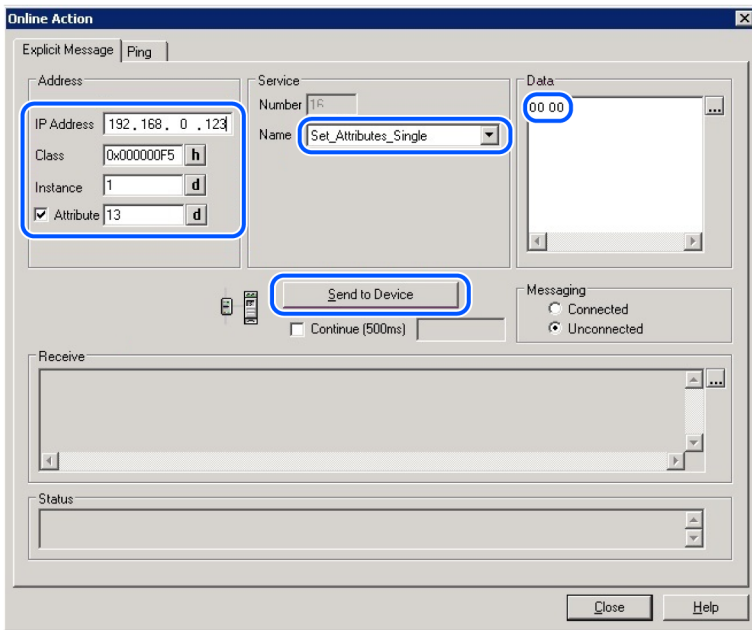 Online Action
Explicit Message Ping
Address
IP Address 192.168. 0 .123
Class 0x000000F5 h
Instance 1 d
Attribute 13 d
Service
Number 16
Name Set_Attributes_Single
Data
00 00
...
Send to Device
Continue (500ms)
Messaging
Connected
Unconnected
Receive
...
Status
Close Help